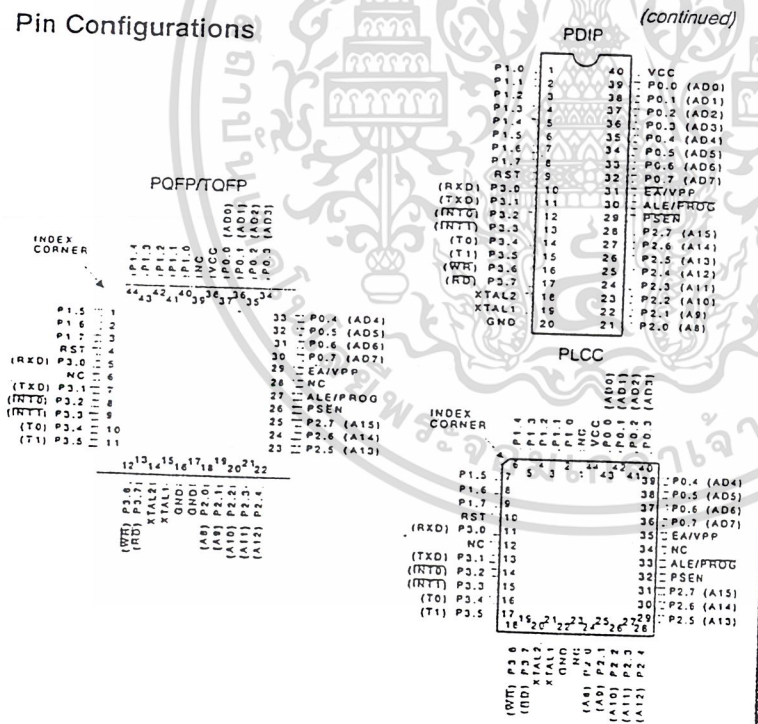 Pin Configurations
(continued)
PDIP
P1.0 1 40 VCC
P1.1 2 39 P0.0 (AD0)
P1.2 3 38 P0.1 (AD1)
P1.3 4 37 P0.2 (AD2)
P1.4 5 36 P0.3 (AD3)
P1.5 6 35 P0.4 (AD4)
P1.6 7 34 P0.5 (AD5)
P1.7 8 33 P0.6 (AD6)
RST 9 32 P0.7 (AD7)
(RXD) P3.0 10 31 EA/VPP
(TXD) P3.1 11 30 ALE/PROG
(INT0) P3.2 12 29 PSEN
(INT1) P3.3 13 28 P2.7 (A15)
(T0) P3.4 14 27 P2.6 (A14)
(T1) P3.5 15 26 P2.5 (A13)
(WR) P3.6 16 25 P2.4 (A12)
(RD) P3.7 17 24 P2.3 (A11)
XTAL2 18 23 P2.2 (A10)
XTAL1 19 22 P2.1 (A9)
GND 20 21 P2.0 (A8)
PQFP/TQFP
INDEX
CORNER
P1.4
P1.3
P1.2
P1.1
P1.0
NC
VCC
P0.0 (AD0)
P0.1 (AD1)
P0.2 (AD2)
P0.3 (AD3)
44 43 42 41 40 39 38 37 36 35 34
P1.5 1
P1.6 2 33 P0.4 (AD4)
P1.7 3 32 P0.5 (AD5)
RST 4 31 P0.6 (AD6)
(RXD) P3.0 5 30 P0.7 (AD7)
NC 6 29 EA/VPP
(TXD) P3.1 7 28 NC
(INT0) P3.2 8 27 ALE/PROG
(INT1) P3.3 9 26 PSEN
(T0) P3.4 10 25 P2.7 (A15)
(T1) P3.5 11 24 P2.6 (A14)
23 P2.5 (A13)
12 13 14 15 16 17 18 19 20 21 22
(WR) P3.6
(RD) P3.7
XTAL2
XTAL1
GND
GND
(A8) P2.0
(A9) P2.1
(A10) P2.2
(A11) P2.3
(A12) P2.4
PLCC
INDEX
CORNER
P1.4
P1.3
P1.2
P1.1
P1.0
NC
VCC
P0.0 (AD0)
P0.1 (AD1)
P0.2 (AD2)
P0.3 (AD3)
6 5 4 3 2 44 43 42 41 40
P1.5 7 39 P0.4 (AD4)
P1.6 8 38 P0.5 (AD5)
P1.7 9 37 P0.6 (AD6)
RST 10 36 P0.7 (AD7)
(RXD) P3.0 11 35 EA/VPP
NC 12 34 NC
(TXD) P3.1 13 33 ALE/PROG
(INT0) P3.2 14 32 PSEN
(INT1) P3.3 15 31 P2.7 (A15)
(T0) P3.4 16 30 P2.6 (A14)
(T1) P3.5 17 29 P2.5 (A13)
18 19 20 21 22 23 24 25 26 27 28
(WR) P3.6
(RD) P3.7
XTAL2
XTAL1
GND
NC
(A8) P2.0
(A9) P2.1
(A10) P2.2
(A11) P2.3
(A12) P2.4